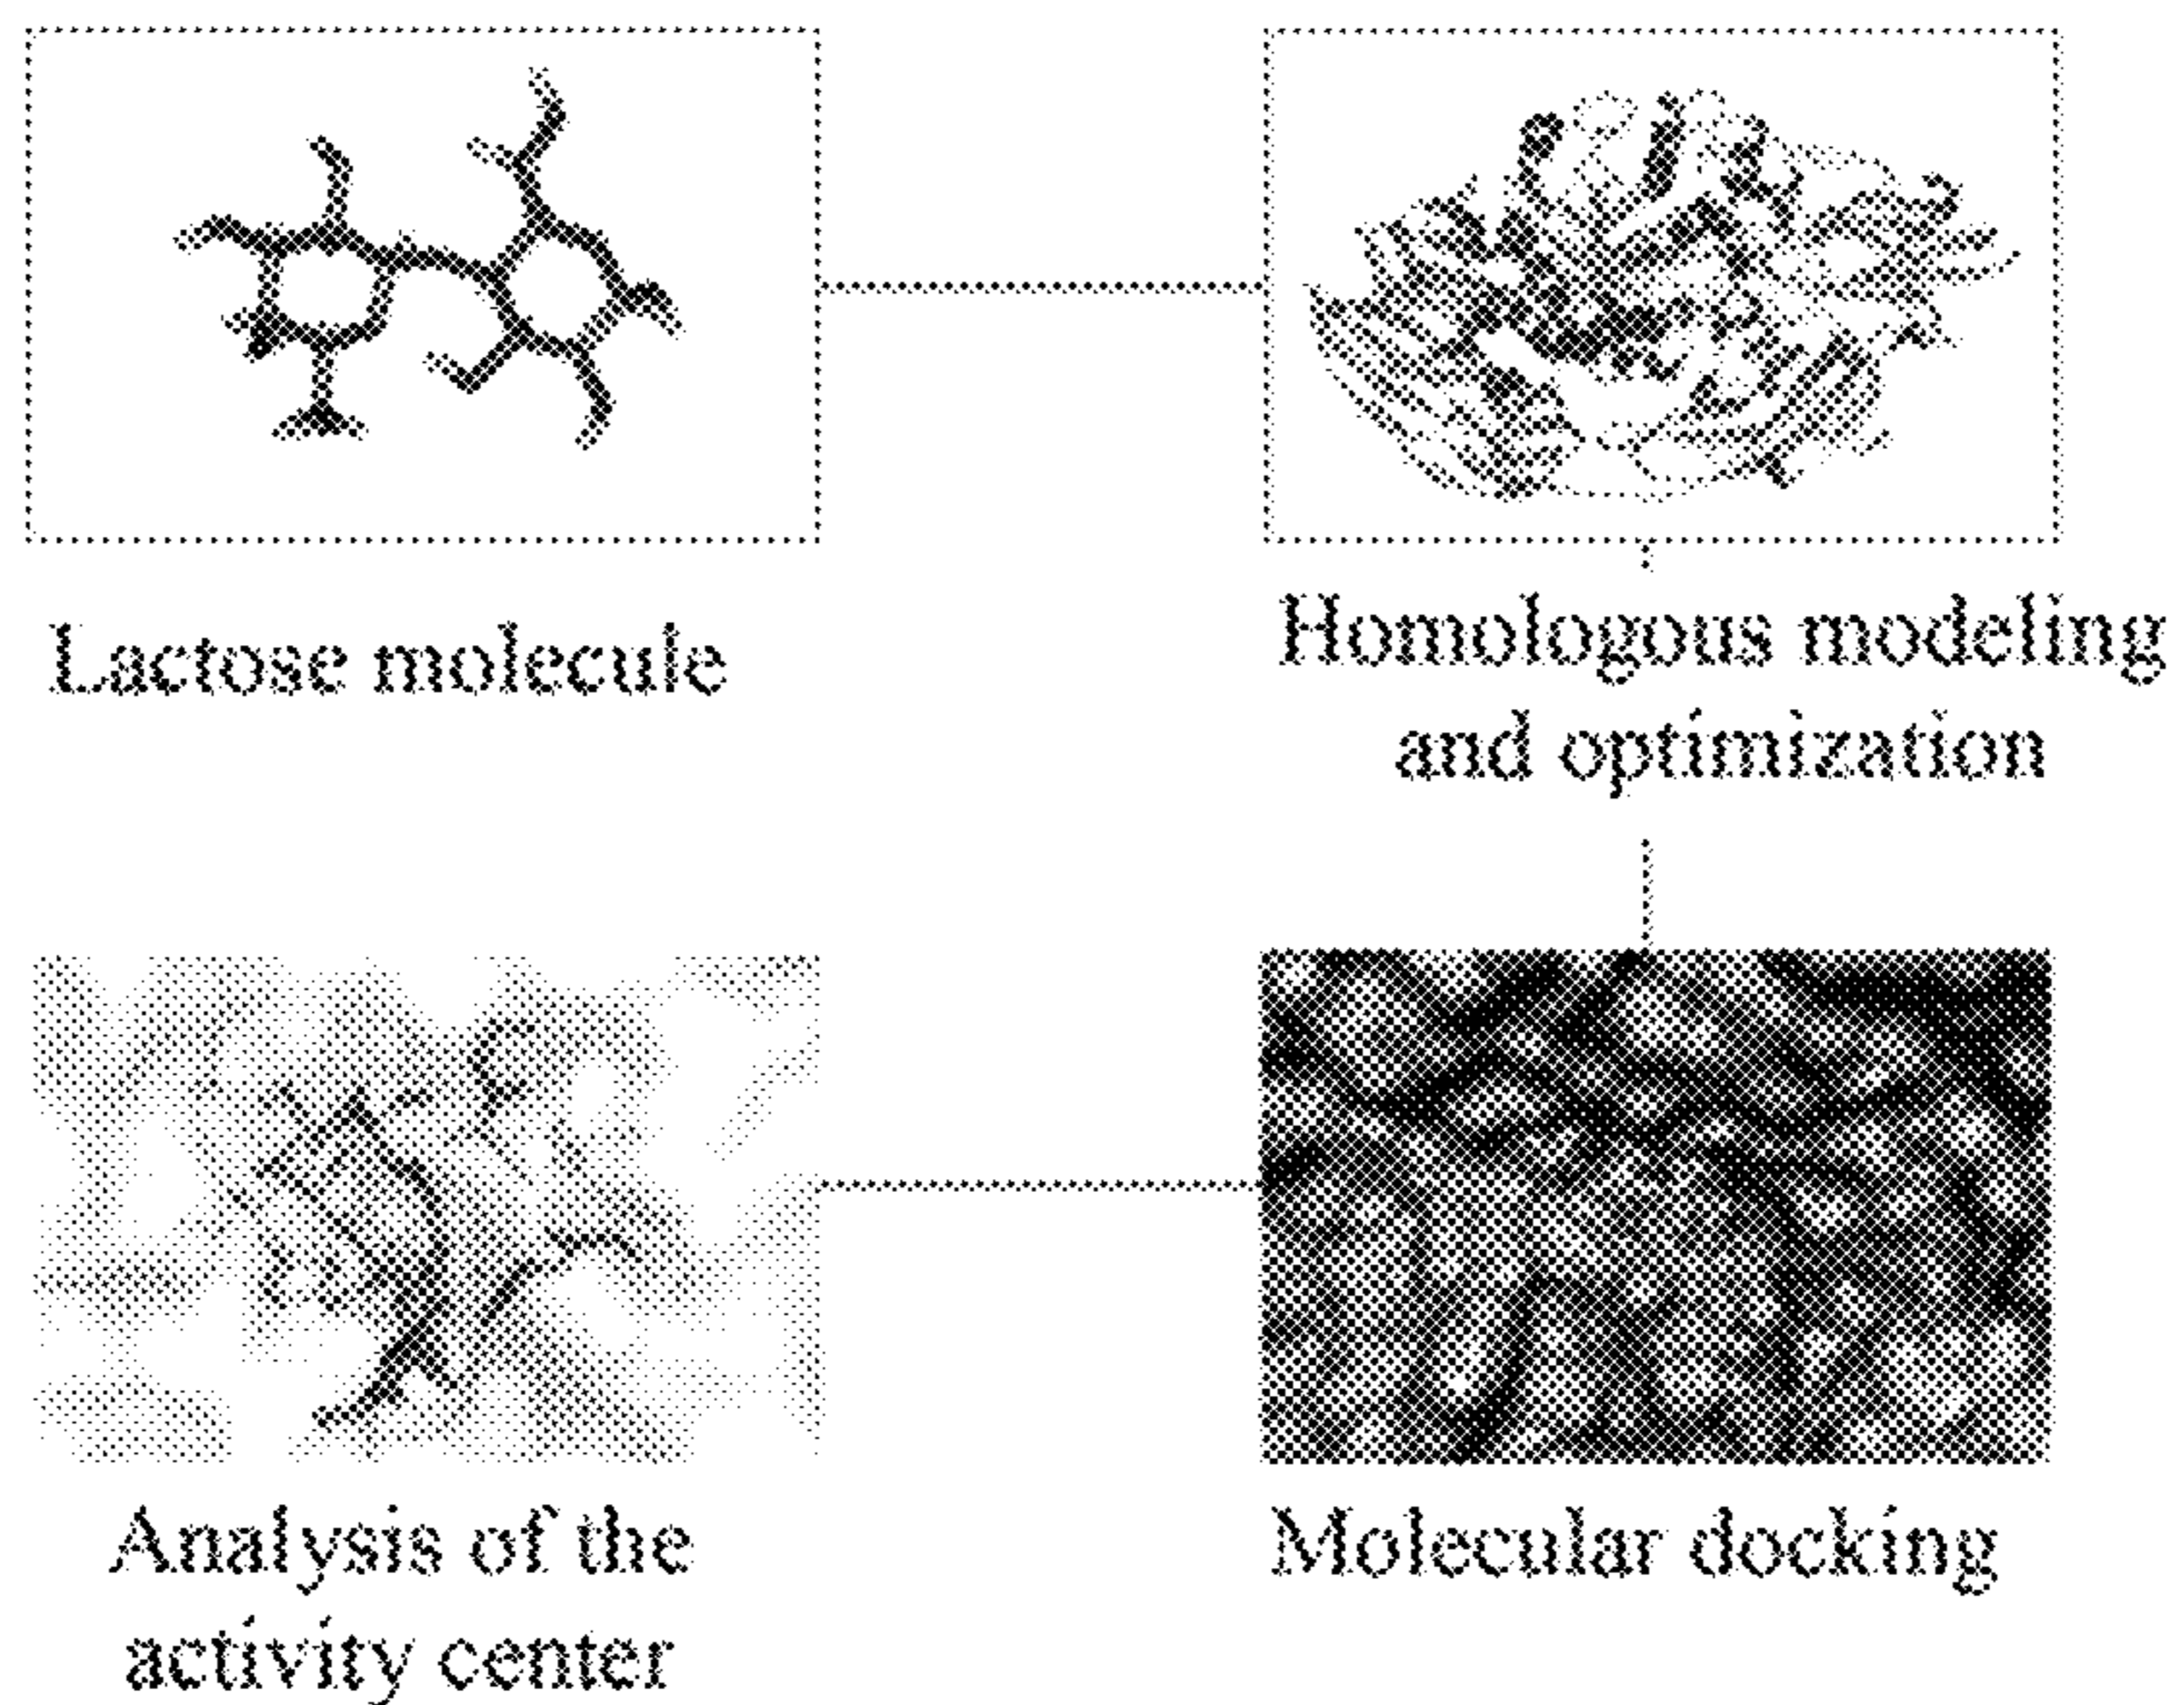 Lactose molecule
Homologous modeling
and optimization
Analysis of the
activity center
Molecular docking